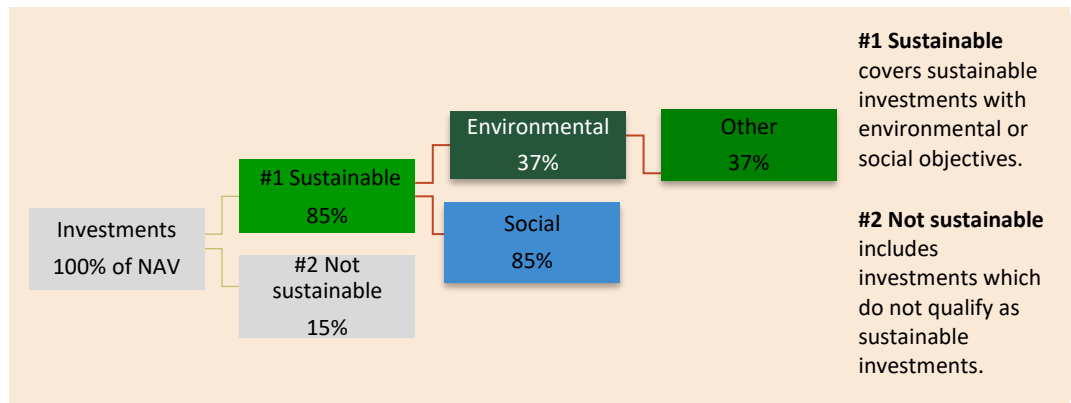 Investments
100% of NAV
#1 Sustainable
85%
#2 Not
sustainable
15%
Environmental
37%
Social
85%
Other
37%
#1 Sustainable
covers sustainable
investments with
environmental or
social objectives.
#2 Not sustainable
includes
investments which
do not qualify as
sustainable
investments.